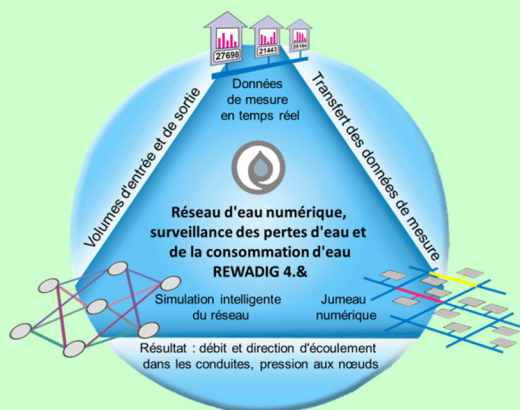 27698
21443
25184
Données
de mesure
en temps réel
Volumes d'entrée et de sortie
Transfert des données de mesure
Réseau d'eau numérique,
surveillance des pertes d'eau et
de la consommation d'eau
REWADIG 4.&
Simulation intelligente
du réseau
Jumeau
numérique
Résultat : débit et direction d'écoulement
dans les conduites, pression aux nœuds